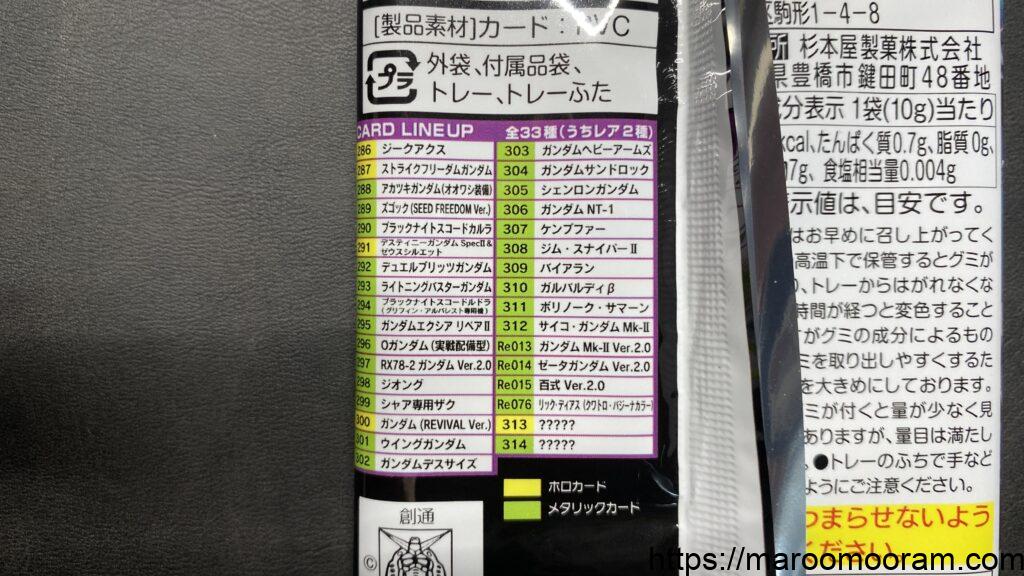 [製品素材]カード：PVC
プラ
外袋、付属品袋、
トレー、トレーふた
CARD LINEUP 全33種(うちレア2種)
286 ジークアクス
287 ストライクフリーダムガンダム
288 アカツキガンダム(オオワシ装備)
289 ズゴック(SEED FREEDOM Ver.)
290 ブラックナイトスコードカルラ
291 デスティニーガンダム SpecⅡ&
ゼウスシルエット
292 デュエルブリッツガンダム
293 ライトニングバスターガンダム
294 ブラックナイトスコードルドラ
(グリフィン・アルバレスト専用機)
295 ガンダムエクシア リペアⅡ
296 0ガンダム(実戦配備型)
297 RX78-2 ガンダム Ver.2.0
298 ジオング
299 シャア専用ザク
300 ガンダム(REVIVAL Ver.)
301 ウイングガンダム
302 ガンダムデスサイズ
303 ガンダムヘビーアームズ
304 ガンダムサンドロック
305 シェンロンガンダム
306 ガンダム NT-1
307 ケンプファー
308 ジム・スナイパーⅡ
309 バイアラン
310 ガルバルディβ
311 ボリノーク・サマーン
312 サイコ・ガンダム Mk-Ⅱ
Re013 ガンダム Mk-Ⅱ Ver.2.0
Re014 ゼータガンダム Ver.2.0
Re015 百式 Ver.2.0
Re076 リック・ディアス (クワトロ・バジーナカラー)
313 ?????
314 ?????
ホロカード
メタリックカード
創通
©
区駒形1-4-8
所 杉本屋製菓株式会社
県豊橋市鍵田町48番地
成分表示 1袋(10g)当たり
kcal、たんぱく質0.7g、脂質0g、
7g、食塩相当量0.004g
示値は、目安です。
はお早めに召し上がってく
高温下で保管するとグミが
、トレーからはがれなくな
時間が経つと変色すること
すがグミの成分によるもの
ミを取り出しやすくするた
を大きめにしております。
ミが付くと量が少なく見
ありますが、量目は満たし
。●トレーのふちで手など
ようにご注意ください。
つまらせないよう
ください。
https://maroomooram.com